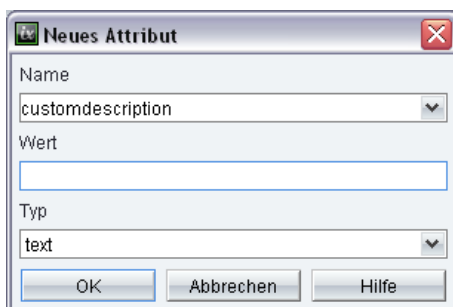 Neues Attribut
Name
customdescription
Wert
Typ
text
OK Abbrechen Hilfe